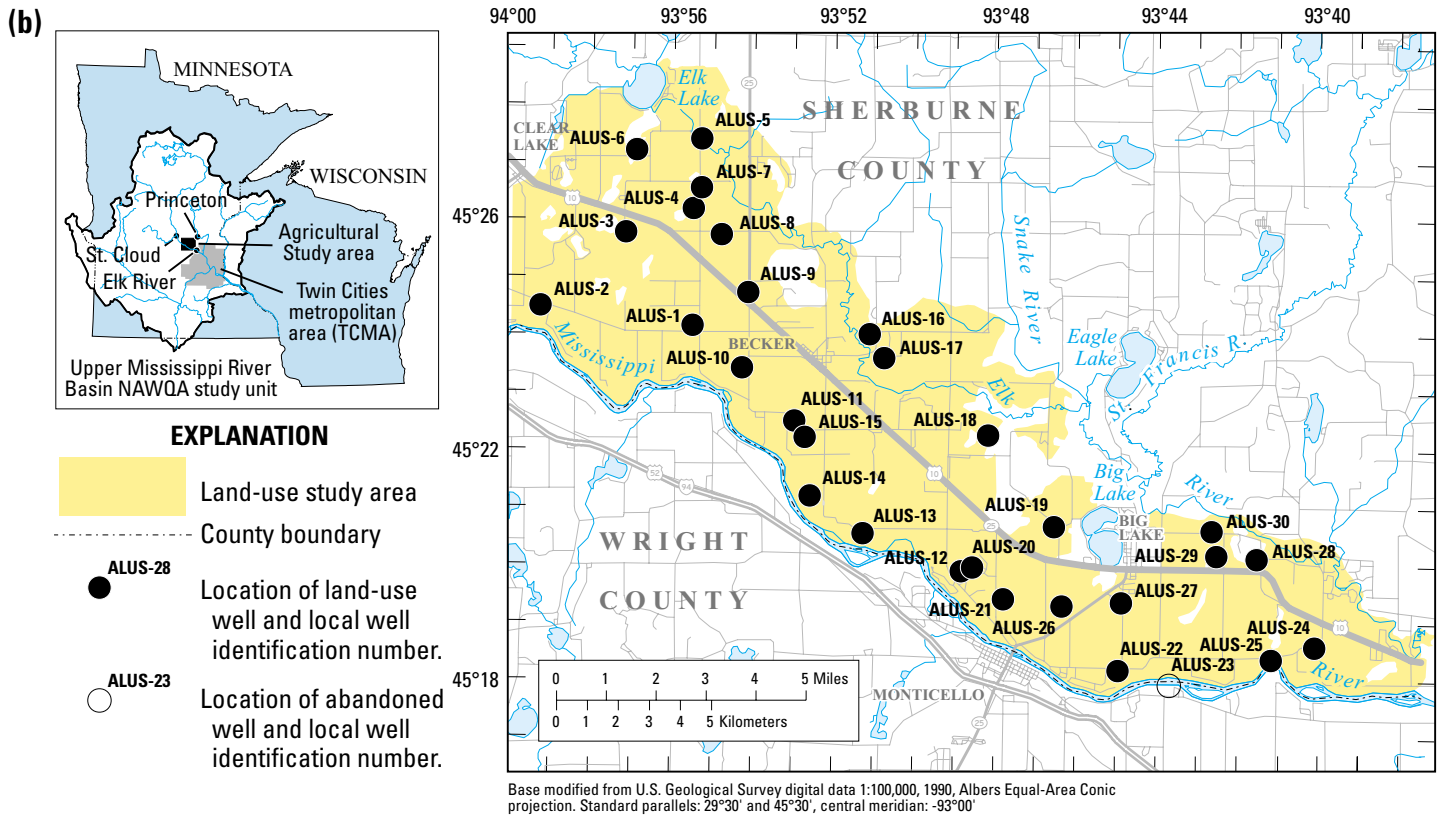 (b)
MINNESOTA
WISCONSIN
Princeton
Agricultural
Study area
St. Cloud
Elk River
Twin Cities
metropolitan
area (TCMA)
Upper Mississippi River
Basin NAWQA study unit
EXPLANATION
Land-use study area
County boundary
ALUS-28
Location of land-use
well and local well
identification number.
ALUS-23
Location of abandoned
well and local well
identification number.
94°00
93°56
93°52
93°48
93°44
93°40
45°26
45°22
45°18
Elk
Lake
25
SHERBURNE
COUNTY
CLEAR
LAKE
ALUS-5
ALUS-6
ALUS-7
10
ALUS-4
ALUS-3
ALUS-8
Snake River
ALUS-9
ALUS-2
ALUS-1
ALUS-16
Mississippi
BECKER
ALUS-17
ALUS-10
Eagle
Lake
St. Francis R.
Elk
ALUS-11
ALUS-15
ALUS-18
52
94
10
ALUS-14
Big
Lake
River
ALUS-13
25
ALUS-19
BIG
LAKE
ALUS-30
WRIGHT
COUNTY
ALUS-12
ALUS-20
ALUS-29
ALUS-28
ALUS-21
ALUS-26
ALUS-27
ALUS-24
10
ALUS-22
ALUS-25
ALUS-23
River
MONTICELLO
25
0 1 2 3 4 5 Miles
0 1 2 3 4 5 Kilometers
Base modified from U.S. Geological Survey digital data 1:100,000, 1990, Albers Equal-Area Conic
projection. Standard parallels: 29°30' and 45°30', central meridian: -93°00'